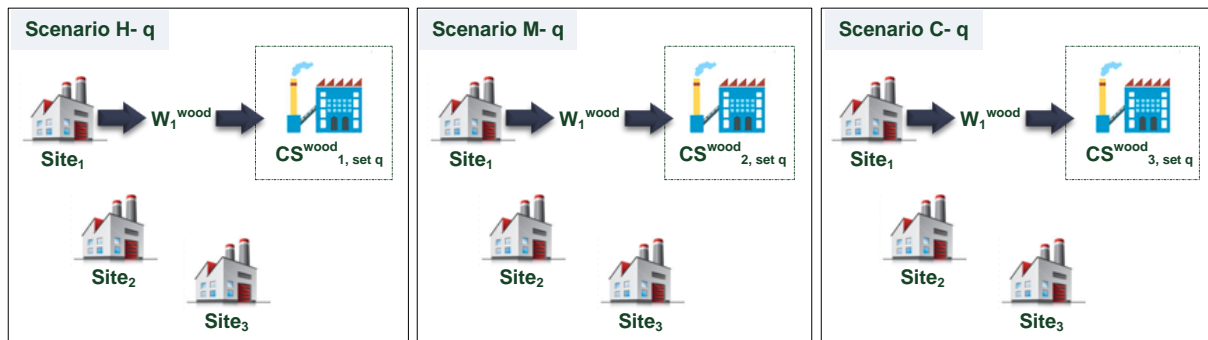 Scenario H- q
W₁ᵂᵒᵒᵈ
CSʷᵒᵒᵈ₁, set q
Site₁
Site₂
Site₃
Scenario M- q
W₁ʷᵒᵒᵈ
CSʷᵒᵒᵈ₂, set q
Site₁
Site₂
Site₃
Scenario C- q
W₁ʷᵒᵒᵈ
CSʷᵒᵒᵈ₃, set q
Site₁
Site₂
Site₃